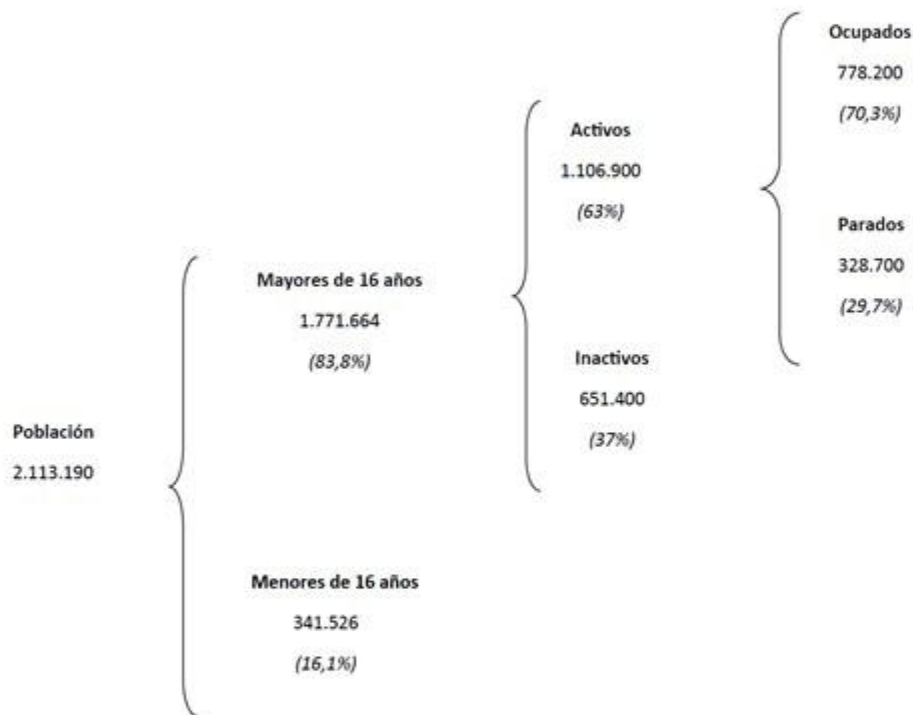 Población
2.113.190
Mayores de 16 años
1.771.664
(83,8%)
Menores de 16 años
341.526
(16,1%)
Activos
1.106.900
(63%)
Inactivos
651.400
(37%)
Ocupados
778.200
(70,3%)
Parados
328.700
(29,7%)